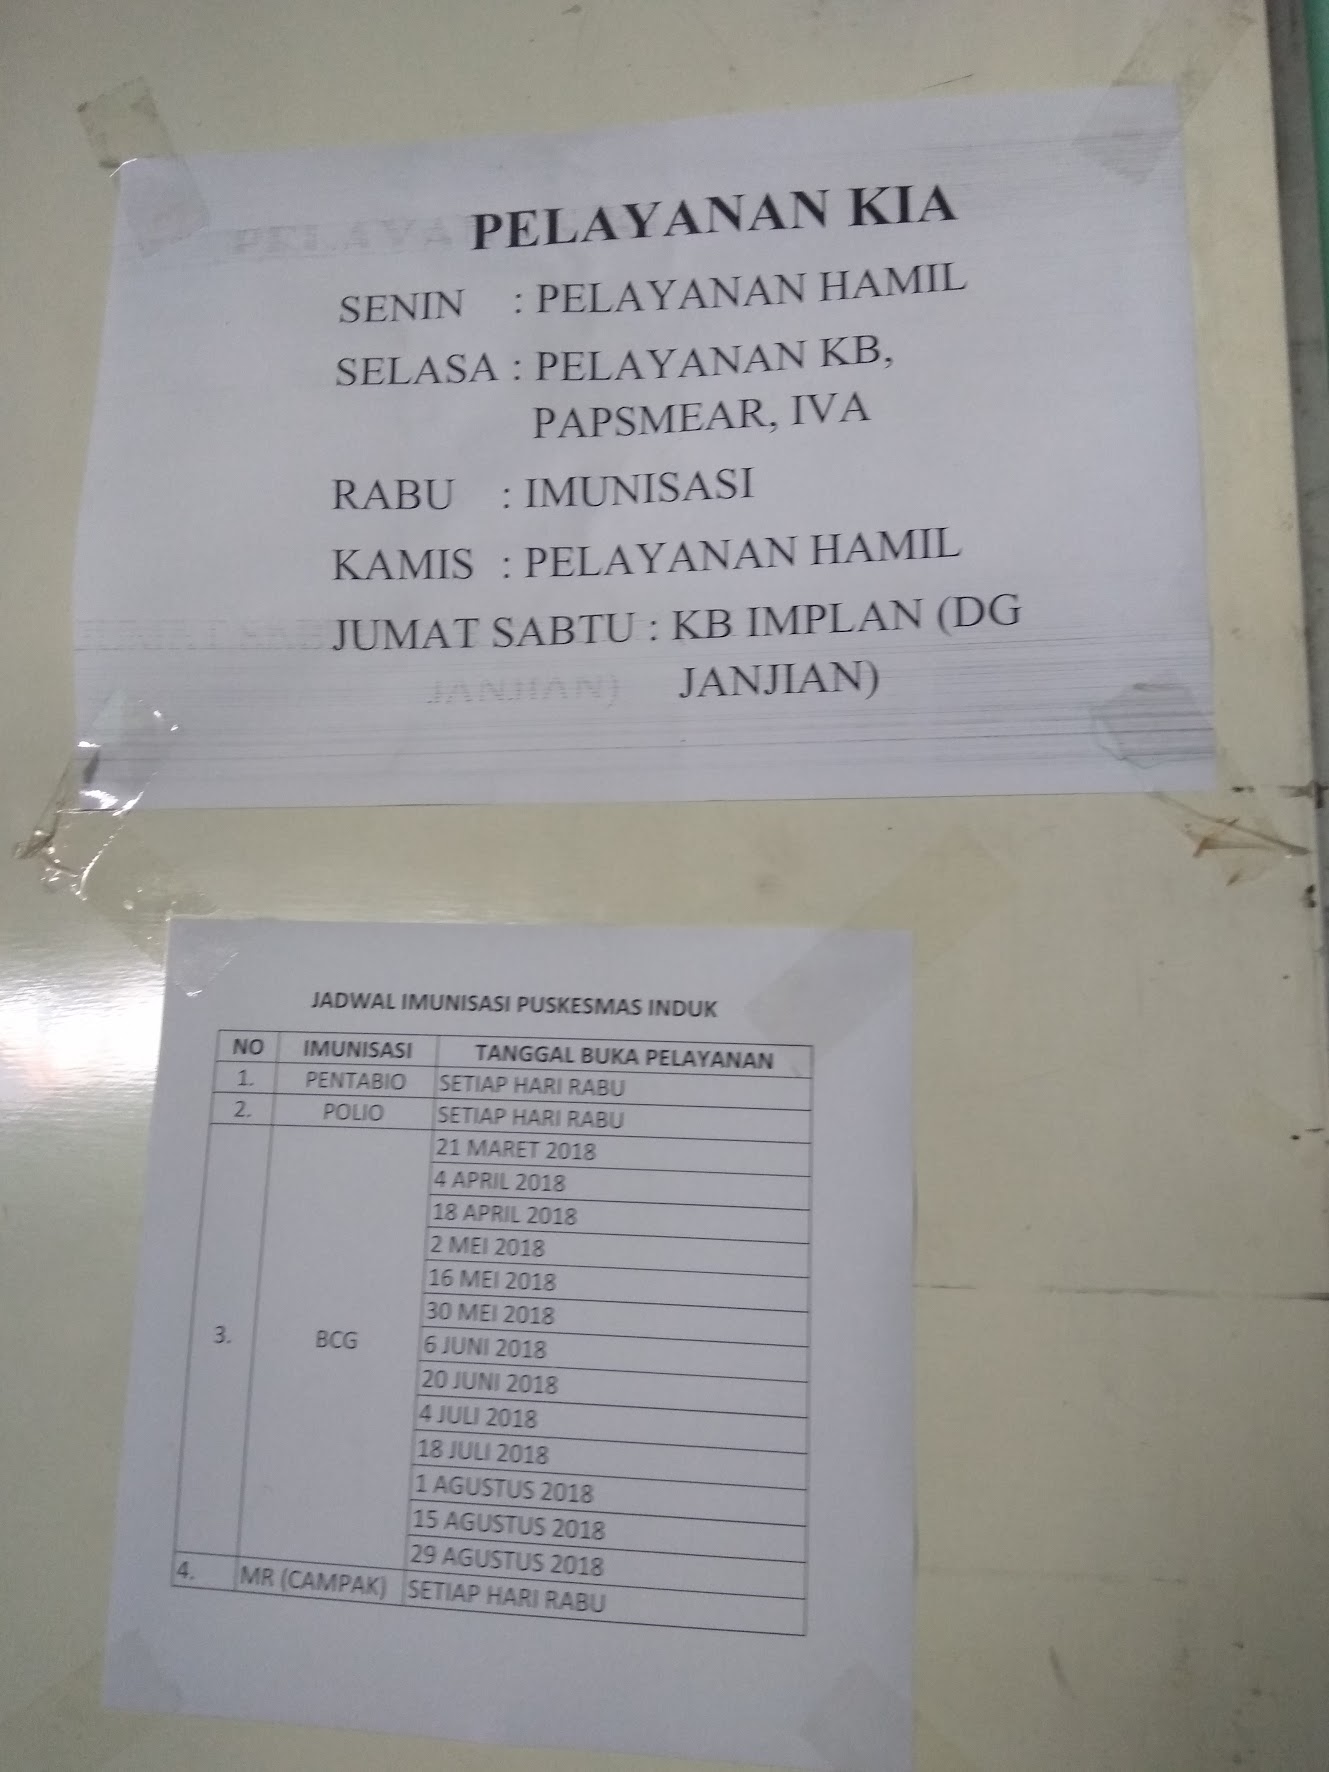 PELAYANAN KIA
SENIN : PELAYANAN HAMIL
SELASA : PELAYANAN KB,
PAPSMEAR, IVA
RABU : IMUNISASI
KAMIS : PELAYANAN HAMIL
JUMAT SABTU : KB IMPLAN (DG
JANJIAN)
JADWAL IMUNISASI PUSKESMAS INDUK
NO IMUNISASI TANGGAL BUKA PELAYANAN
1. PENTABIO SETIAP HARI RABU
2. POLIO SETIAP HARI RABU
3. BCG
21 MARET 2018
4 APRIL 2018
18 APRIL 2018
2 MEI 2018
16 MEI 2018
30 MEI 2018
6 JUNI 2018
20 JUNI 2018
4 JULI 2018
18 JULI 2018
1 AGUSTUS 2018
15 AGUSTUS 2018
29 AGUSTUS 2018
4. MR (CAMPAK) SETIAP HARI RABU